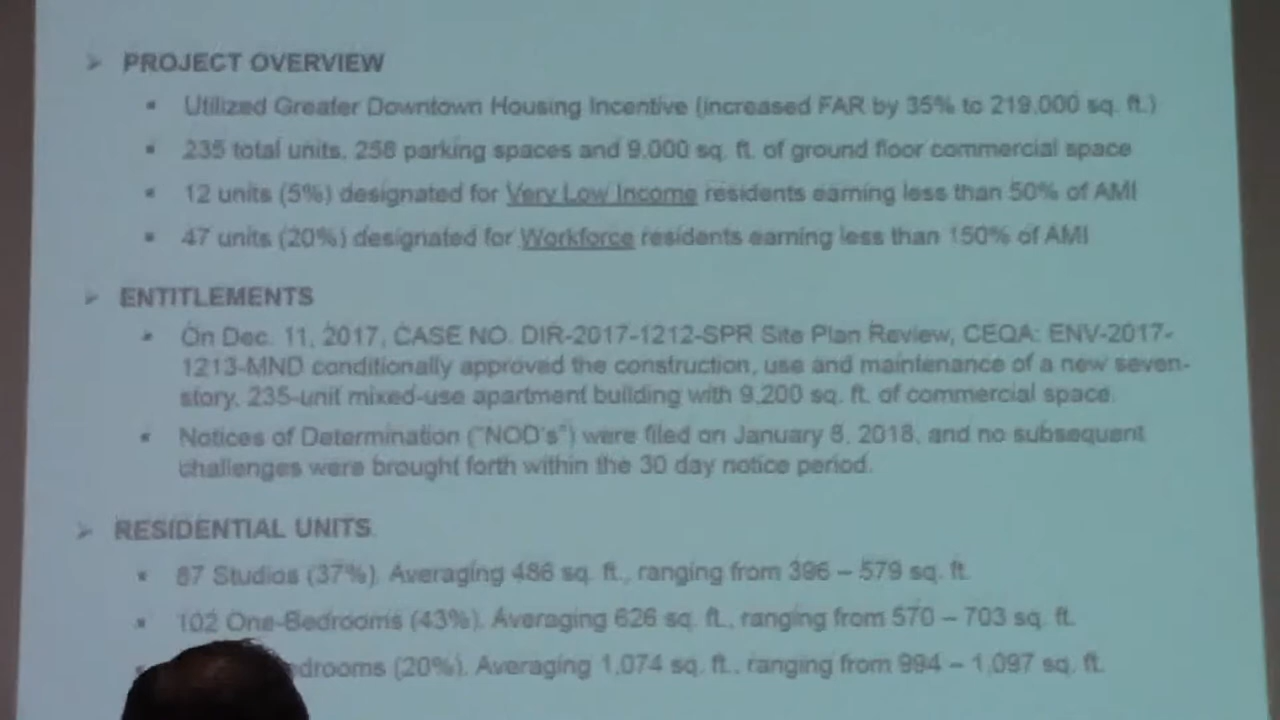 PROJECT OVERVIEW
Utilized Greater Downtown Housing Incentive (increased FAR by 35% to 219,000 sq. ft.)
235 total units, 258 parking spaces and 9,000 sq. ft. of ground floor commercial space
12 units (5%) designated for Very Low Income residents earning less than 50% of AMI
47 units (20%) designated for Workforce residents earning less than 150% of AMI
ENTITLEMENTS
On Dec. 11, 2017, CASE NO. DIR-2017-1212-SPR Site Plan Review, CEQA: ENV-2017-
1213-MND conditionally approved the construction, use and maintenance of a new seven-
story, 235-unit mixed-use apartment building with 9,200 sq. ft. of commercial space.
Notices of Determination ("NOD's") were filed on January 8, 2018, and no subsequent
challenges were brought forth within the 30 day notice period.
RESIDENTIAL UNITS
87 Studios (37%). Averaging 486 sq. ft., ranging from 396 – 579 sq. ft.
102 One-Bedrooms (43%). Averaging 626 sq. ft., ranging from 570 – 703 sq. ft.
drooms (20%). Averaging 1,074 sq. ft., ranging from 994 – 1,097 sq. ft.